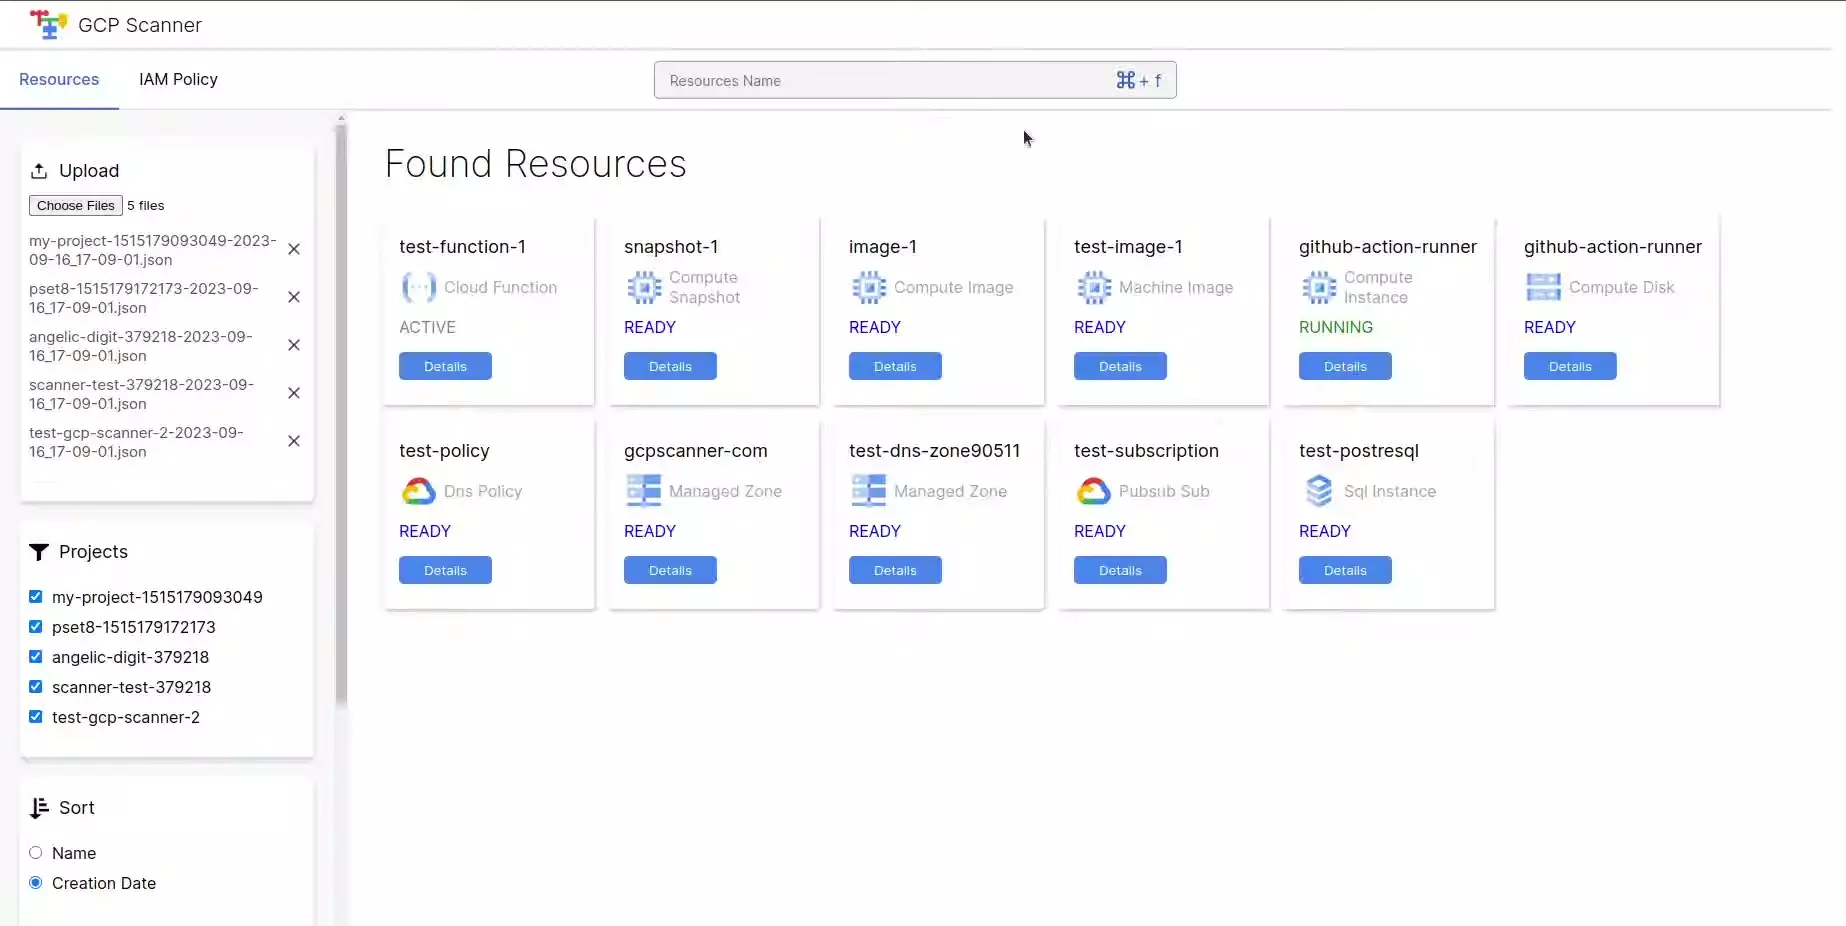 GCP Scanner
Resources
IAM Policy
Resources Name
⌘ + f
Upload
Choose Files 5 files
my-project-1515179093049-2023-
09-16_17-09-01.json
pset8-1515179172173-2023-09-
16_17-09-01.json
angelic-digit-379218-2023-09-
16_17-09-01.json
scanner-test-379218-2023-09-
16_17-09-01.json
test-gcp-scanner-2-2023-09-
16_17-09-01.json
Projects
my-project-1515179093049
pset8-1515179172173
angelic-digit-379218
scanner-test-379218
test-gcp-scanner-2
Sort
Name
Creation Date
Found Resources
test-function-1
Cloud Function
ACTIVE
Details
snapshot-1
Compute
Snapshot
READY
Details
image-1
Compute Image
READY
Details
test-image-1
Machine Image
READY
Details
github-action-runner
Compute
Instance
RUNNING
Details
github-action-runner
Compute Disk
READY
Details
test-policy
Dns Policy
READY
Details
gcpscanner-com
Managed Zone
READY
Details
test-dns-zone90511
Managed Zone
READY
Details
test-subscription
Pubsub Sub
READY
Details
test-postresql
Sql Instance
READY
Details